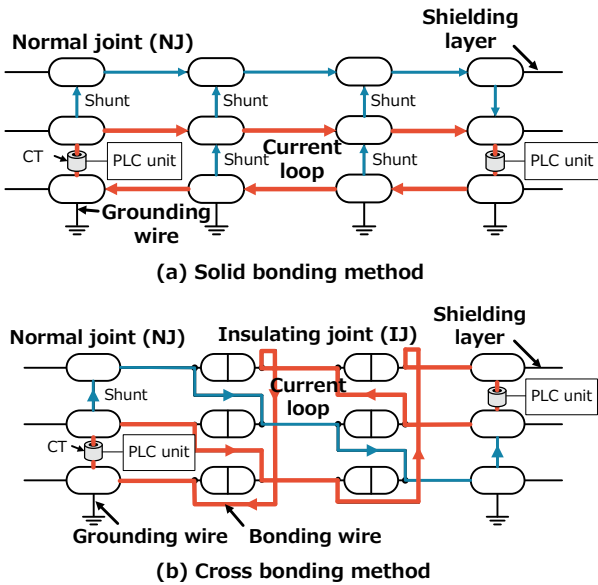 Normal joint (NJ)
Shielding
layer
Shunt
Shunt
Shunt
CT
PLC unit
Shunt
Current
loop
Shunt
PLC unit
Grounding
wire
(a) Solid bonding method
Normal joint (NJ)
Insulating joint (IJ)
Shielding
layer
Shunt
Current
loop
PLC unit
CT
PLC unit
Grounding wire
Bonding wire
(b) Cross bonding method